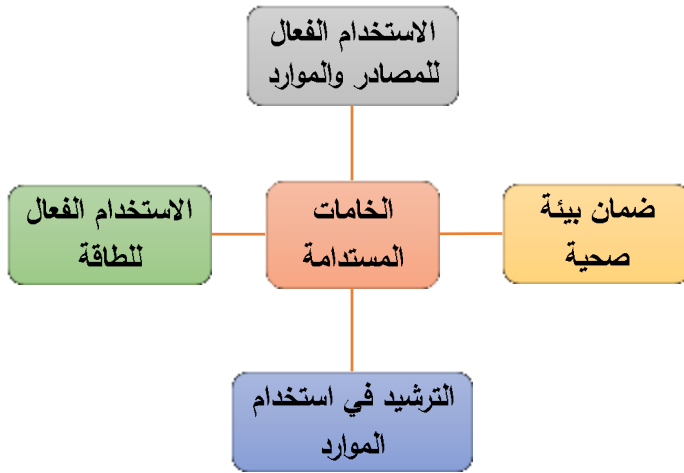 الاستخدام الفعال
للمصادر والموارد
ضمان بيئة
صحية
الخامات
المستدامة
الاستخدام الفعال
للطاقة
الترشيد في استخدام
الموارد